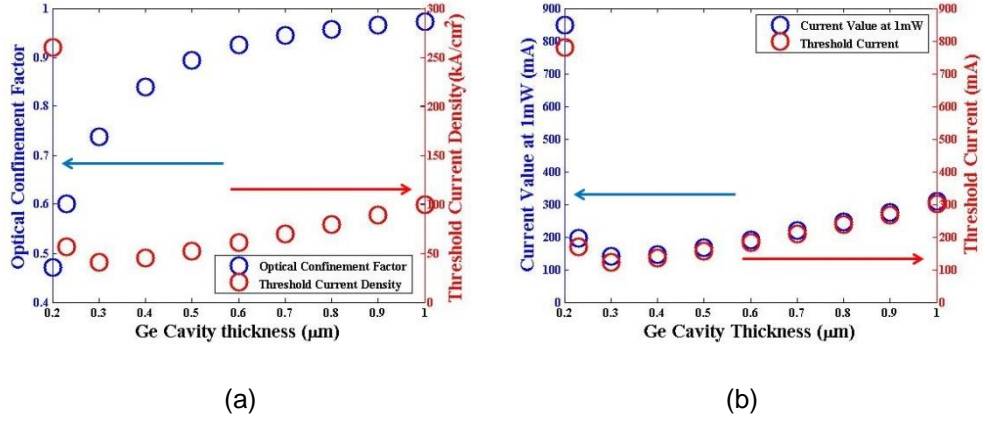 Optical Confinement Factor
1
0.9
0.8
0.7
0.6
0.5
0.4
0.2 0.3 0.4 0.5 0.6 0.7 0.8 0.9 1
Ge Cavity thickness (μm)
300
250
200
150
100
50
0
Threshold Current Density(kA/cm²)
Optical Confinement Factor
Threshold Current Density
(a)
Current Value at 1mW (mA)
900
800
700
600
500
400
300
200
100
0
0.2 0.3 0.4 0.5 0.6 0.7 0.8 0.9 1
Ge Cavity Thickness (μm)
900
800
700
600
500
400
300
200
100
0
Threshold Current (mA)
Current Value at 1mW
Threshold Current
(b)